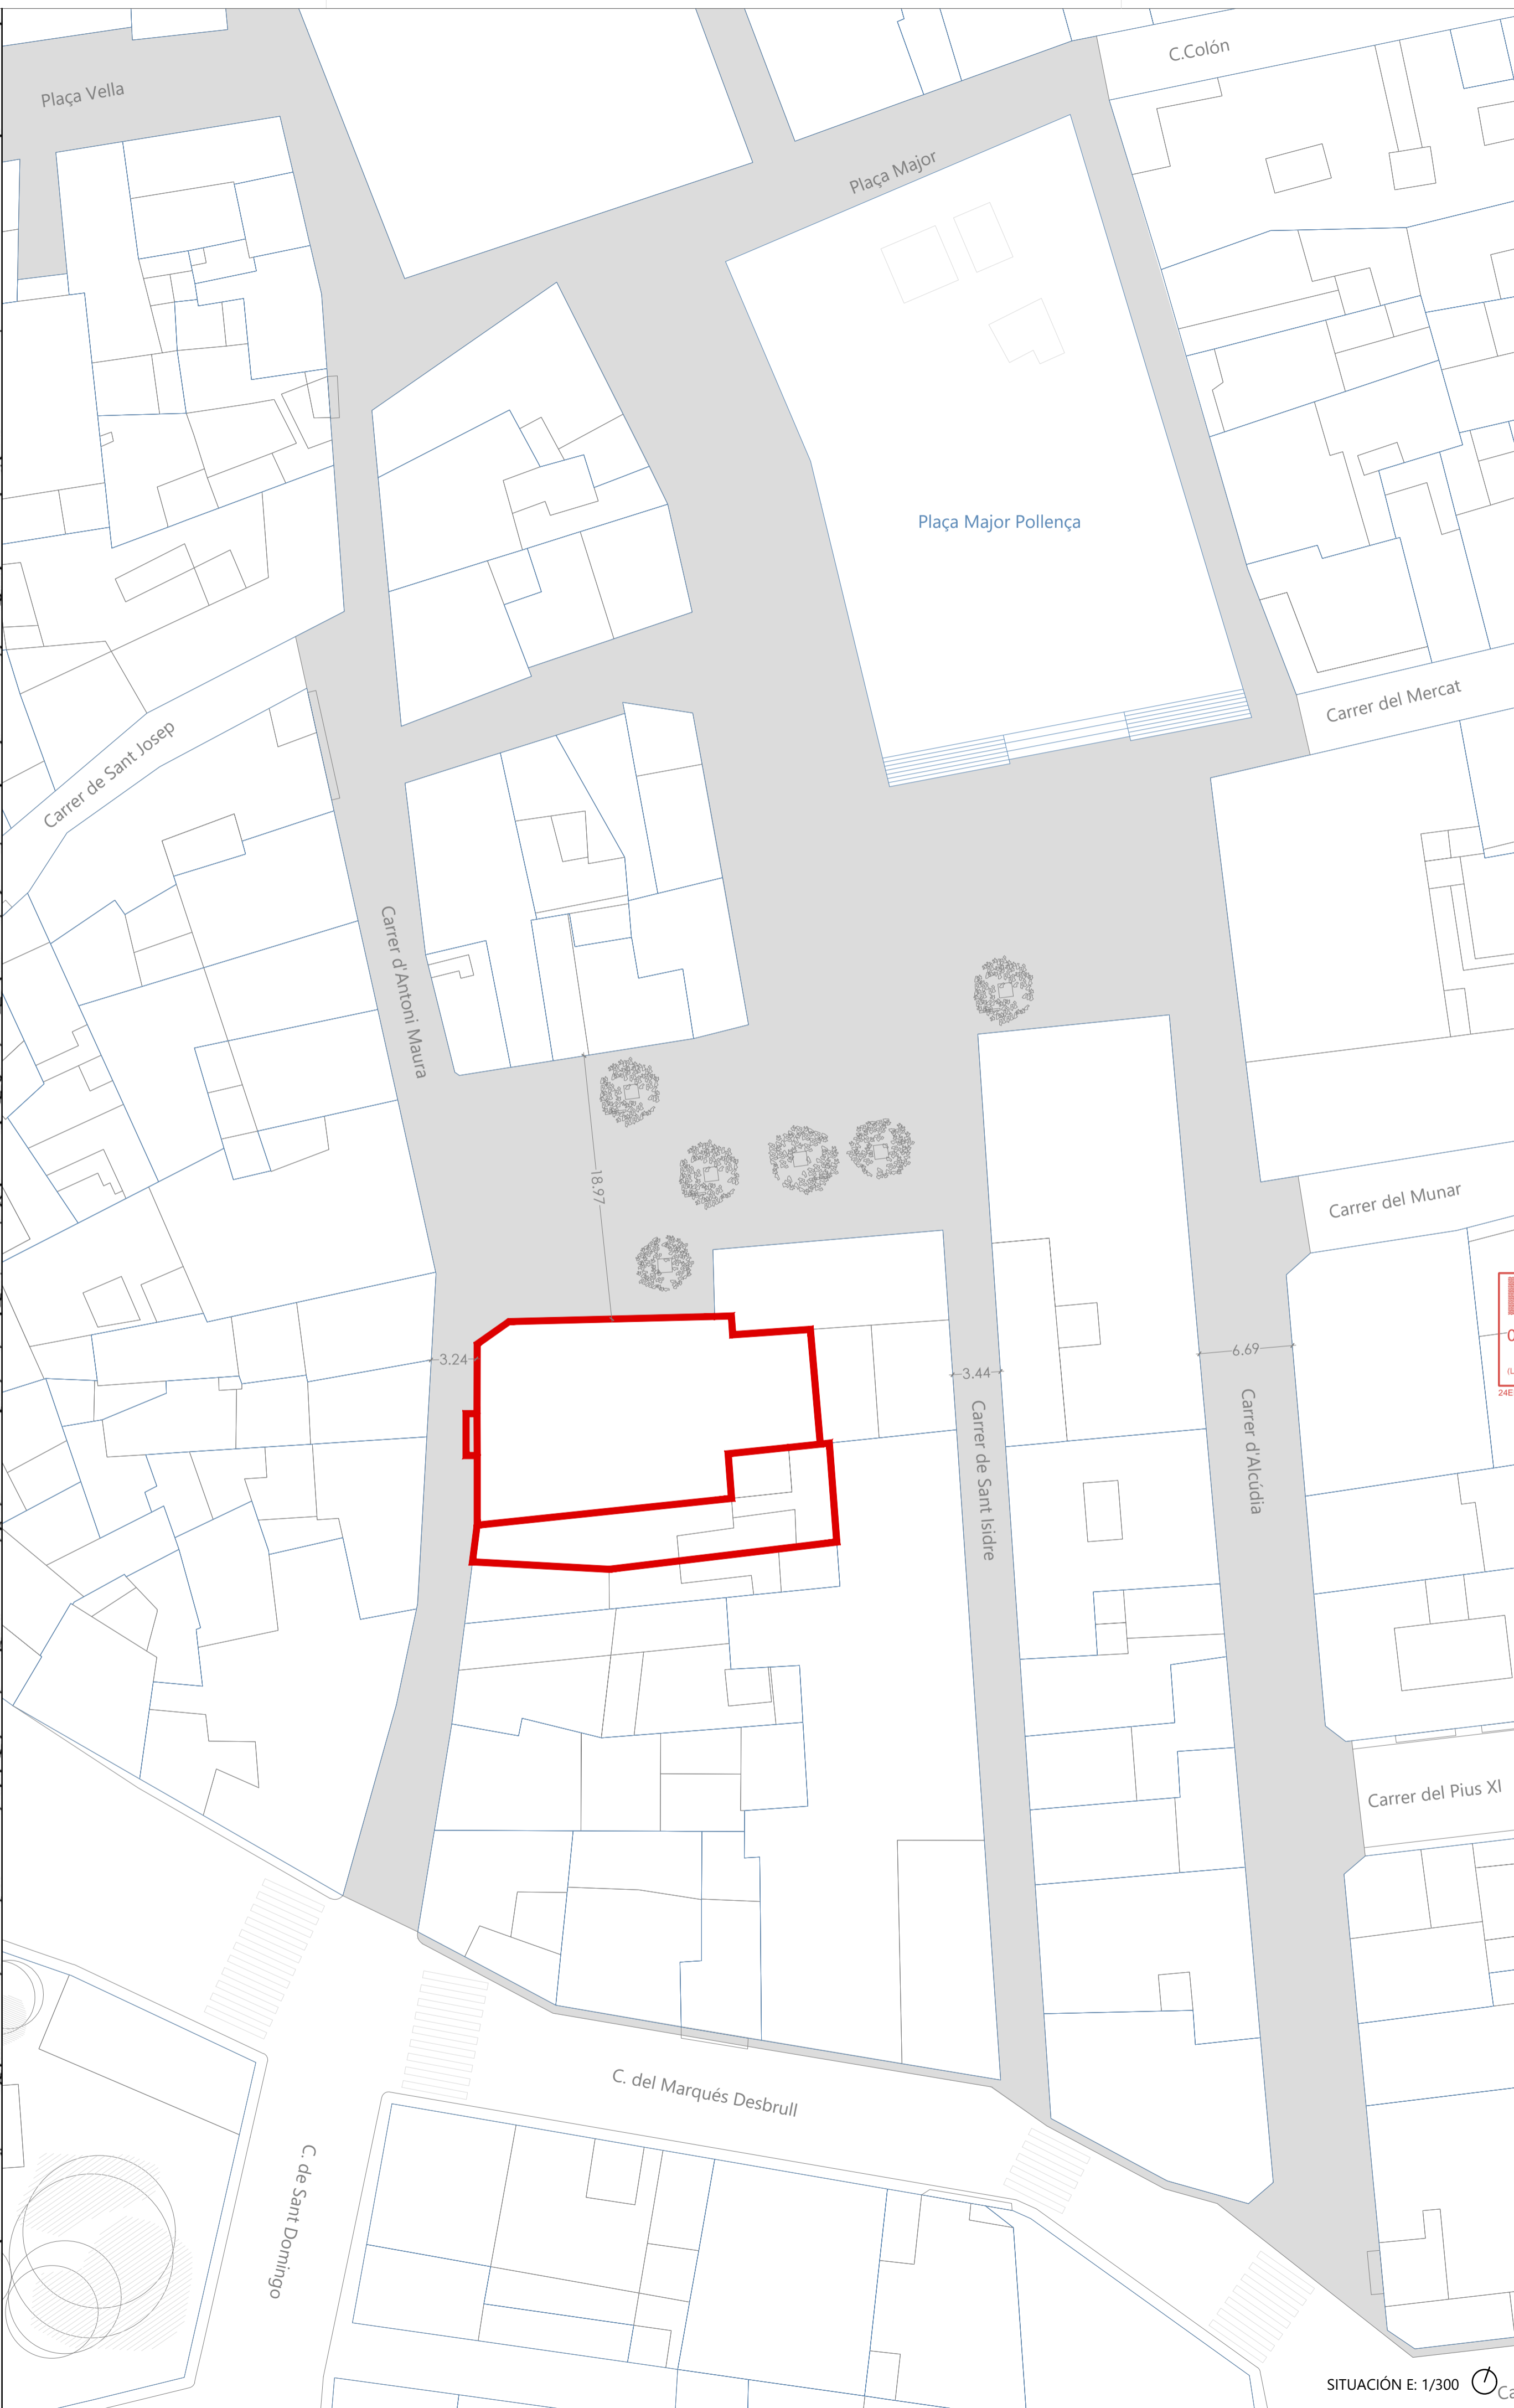 C.Colón
Plaça Vella
Plaça Major
Plaça Major Pollença
Carrer del Mercat
Carrer de Sant Josep
Carrer d'Antoni Maura
18.97
Carrer del Munar
3.24
3.44
6.69
24E
Carrer de Sant Isidre
Carrer d'Alcúdia
Carrer del Pius XI
C. del Marqués Desbrull
C. de Sant Domingo
SITUACIÓN E: 1/300
Ca